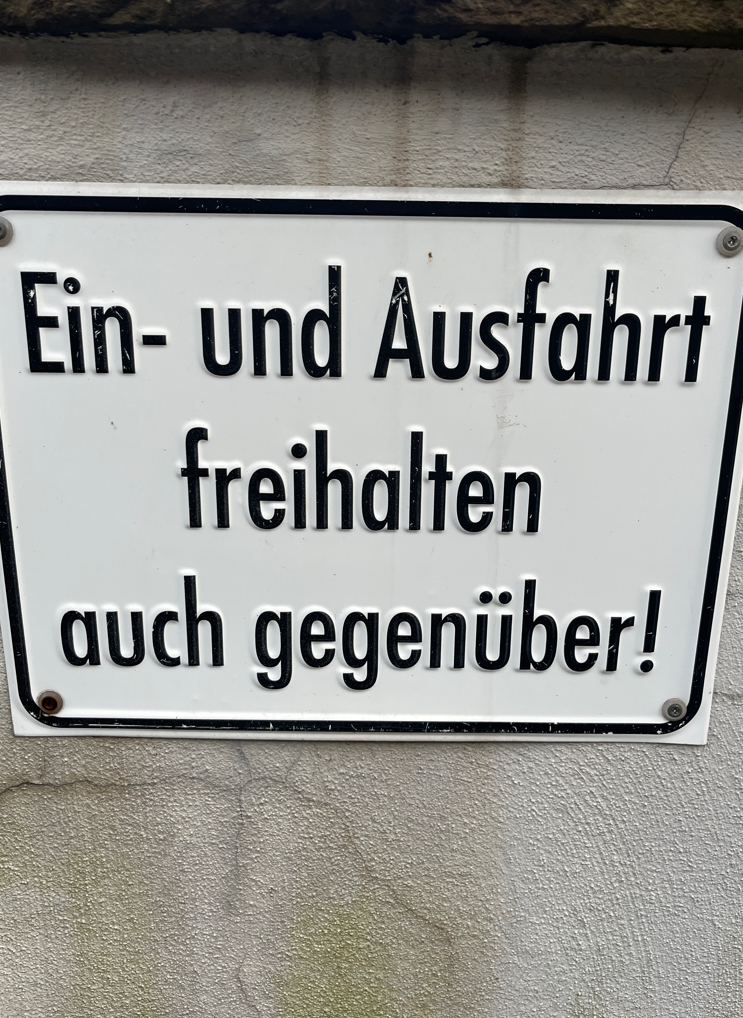 Ein- und Ausfahrt
freihalten
auch gegenüber!